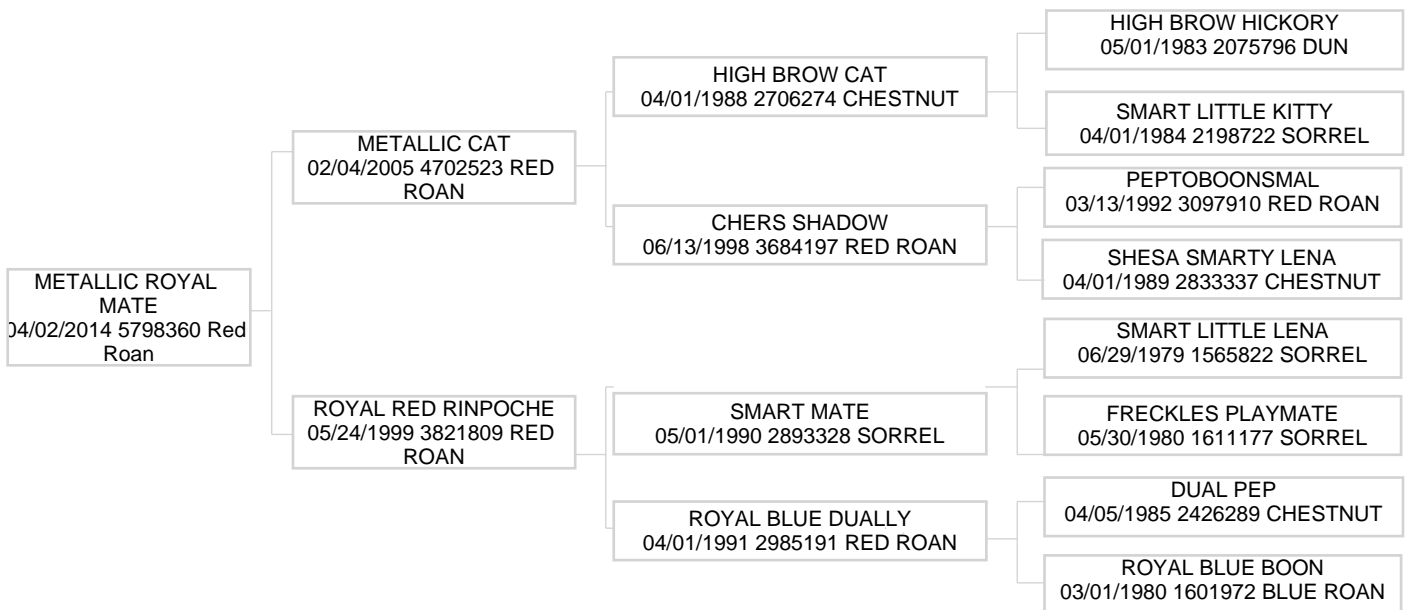 HIGH BROW HICKORY
05/01/1983 2075796 DUN
HIGH BROW CAT
04/01/1988 2706274 CHESTNUT
SMART LITTLE KITTY
04/01/1984 2198722 SORREL
METALLIC CAT
02/04/2005 4702523 RED
ROAN
PEPTOBOONSMAL
03/13/1992 3097910 RED ROAN
CHERS SHADOW
06/13/1998 3684197 RED ROAN
SHESA SMARTY LENA
04/01/1989 2833337 CHESTNUT
METALLIC ROYAL
MATE
04/02/2014 5798360 Red
Roan
SMART LITTLE LENA
06/29/1979 1565822 SORREL
ROYAL RED RINPOCHE
05/24/1999 3821809 RED
ROAN
SMART MATE
05/01/1990 2893328 SORREL
FRECKLES PLAYMATE
05/30/1980 1611177 SORREL
DUAL PEP
04/05/1985 2426289 CHESTNUT
ROYAL BLUE DUALLY
04/01/1991 2985191 RED ROAN
ROYAL BLUE BOON
03/01/1980 1601972 BLUE ROAN